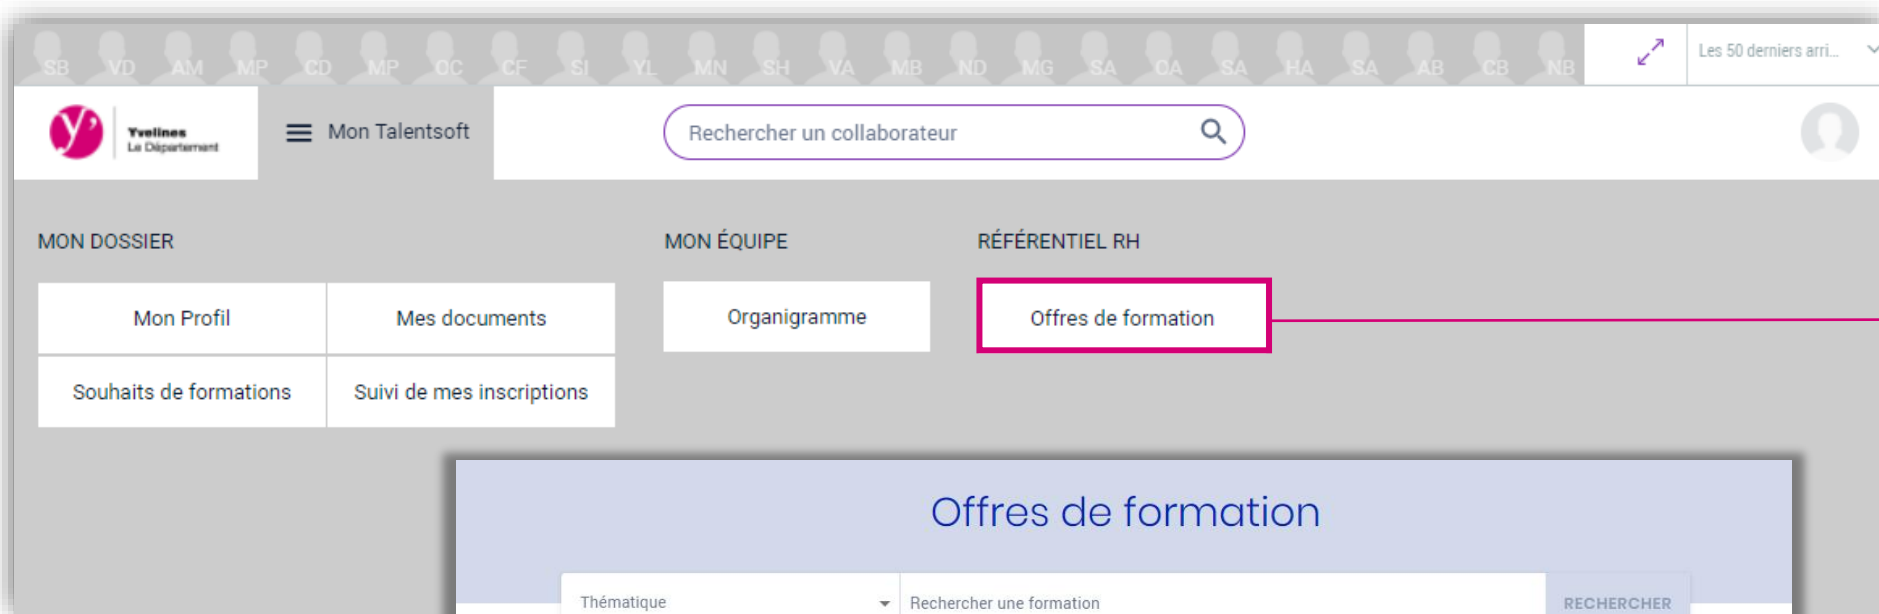 SB VD AM MP CD MP OC CF SI YL MN SH VA MB ND MG SA OA SA HA SA AB CB NB
Les 50 derniers arri...
y'
Yvelines
Le Département
Mon Talentsoft
Rechercher un collaborateur
MON DOSSIER
MON ÉQUIPE
RÉFÉRENTIEL RH
Mon Profil
Mes documents
Organigramme
Offres de formation
Souhaits de formations
Suivi de mes inscriptions
Offres de formation
Thématique
Rechercher une formation
RECHERCHER